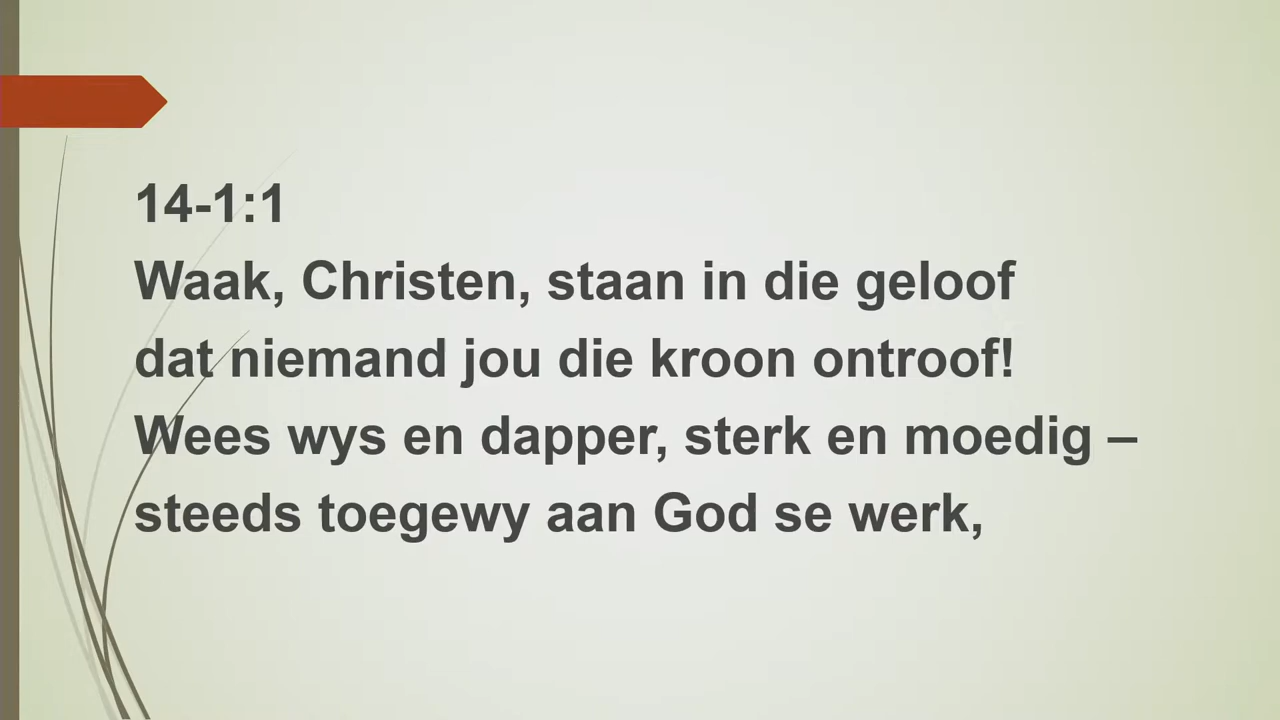 14-1:1
Waak, Christen, staan in die geloof
dat niemand jou die kroon ontroof!
Wees wys en dapper, sterk en moedig –
steeds toegewy aan God se werk,